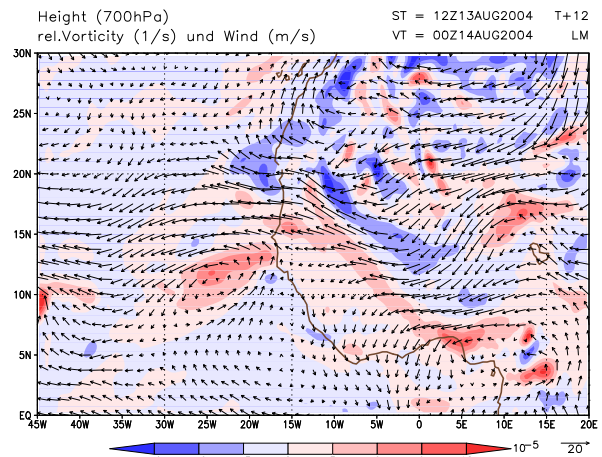 Height (700hPa) ST = 12Z13AUG2004 T+12
rel.Vorticity (1/s) und Wind (m/s) VT = 00Z14AUG2004 LM
30N
25N
20N
15N
10N
5N
EQ
45W 40W 35W 30W 25W 20W 15W 10W 5W 0 5E 10E 15E 20E
10⁻⁵ 20